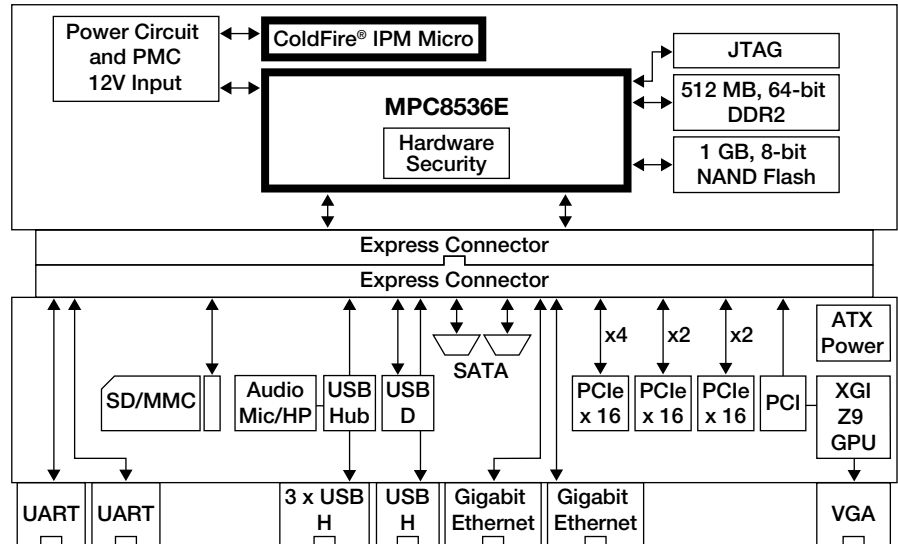 Power Circuit
and PMC
12V Input
ColdFire® IPM Micro
MPC8536E
Hardware
Security
JTAG
512 MB, 64-bit
DDR2
1 GB, 8-bit
NAND Flash
Express Connector
Express Connector
SD/MMC
Audio
Mic/HP
USB
Hub
USB
D
SATA
x4
x2
x2
PCIe
x 16
PCIe
x 16
PCIe
x 16
PCI
ATX
Power
XGI
Z9
GPU
UART
UART
3 x USB
H
USB
H
Gigabit
Ethernet
Gigabit
Ethernet
VGA